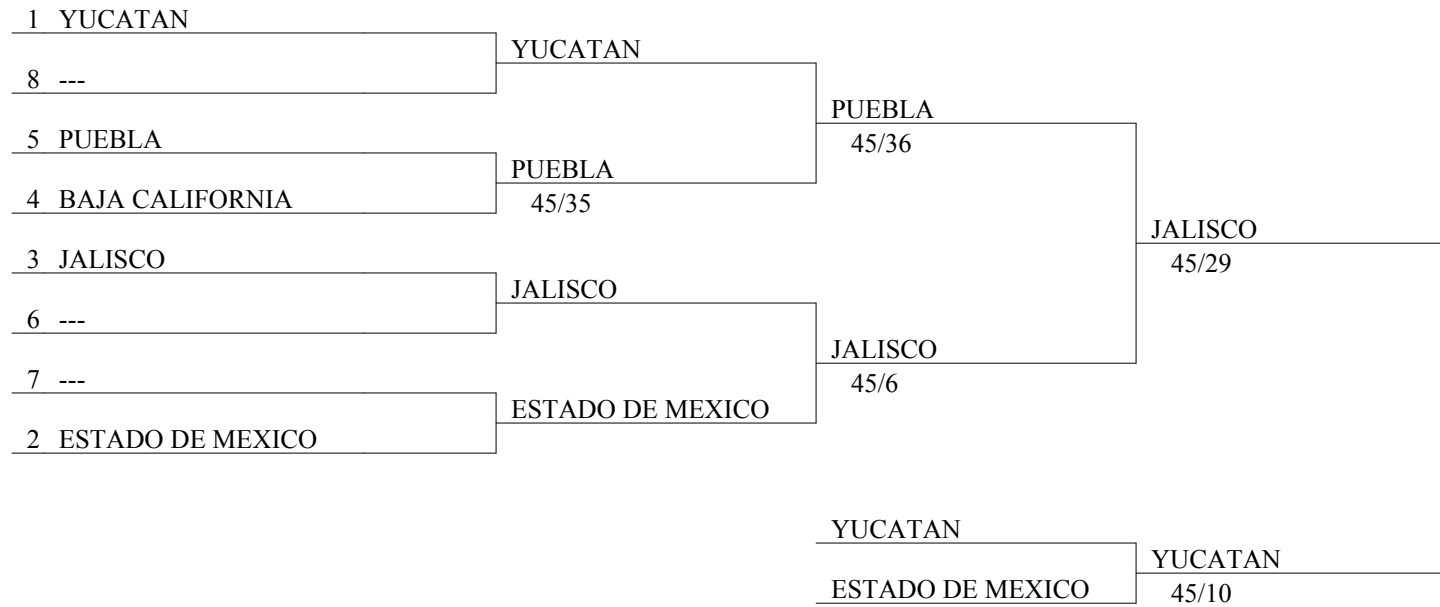 1 YUCATAN
8 ---
5 PUEBLA
4 BAJA CALIFORNIA
3 JALISCO
6 ---
7 ---
2 ESTADO DE MEXICO
YUCATAN
PUEBLA
45/35
JALISCO
ESTADO DE MEXICO
PUEBLA
45/36
JALISCO
45/6
JALISCO
45/29
YUCATAN
ESTADO DE MEXICO
YUCATAN
45/10